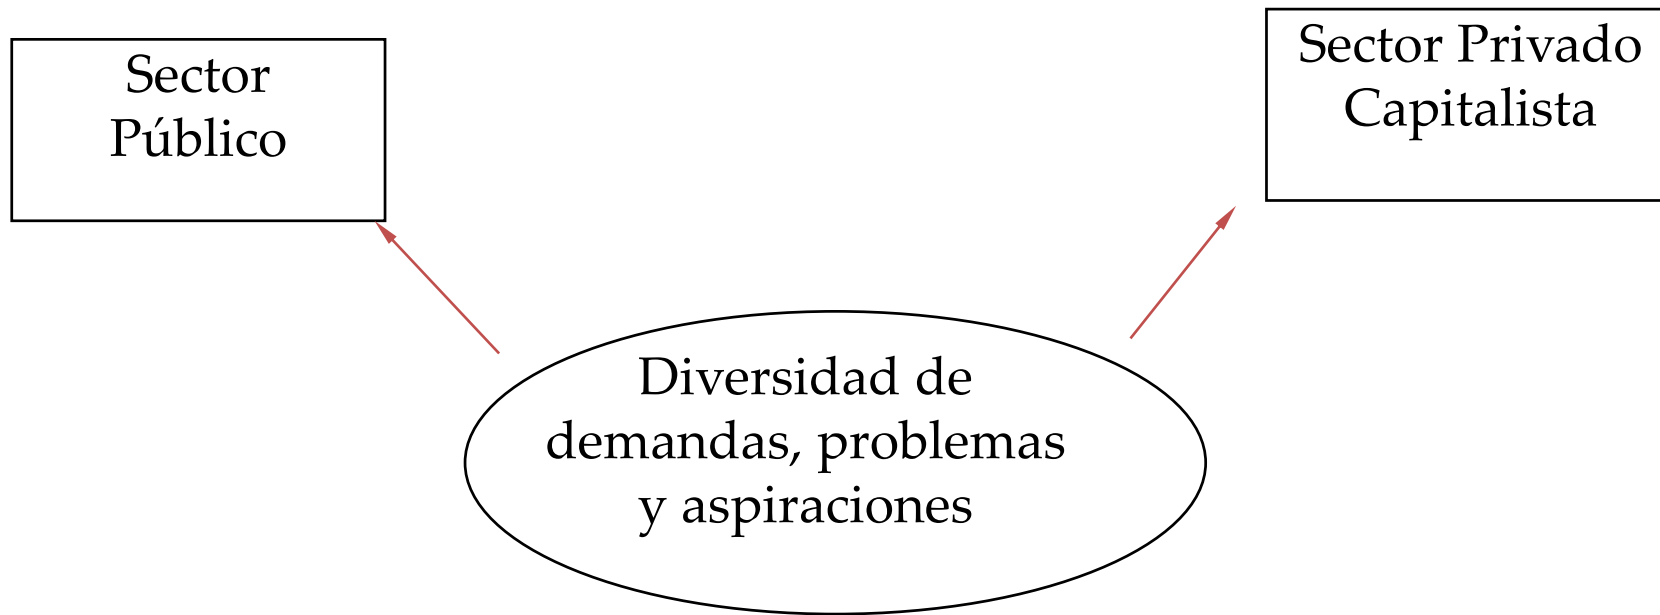 Sector
Público
Sector Privado
Capitalista
Diversidad de
demandas, problemas
y aspiraciones